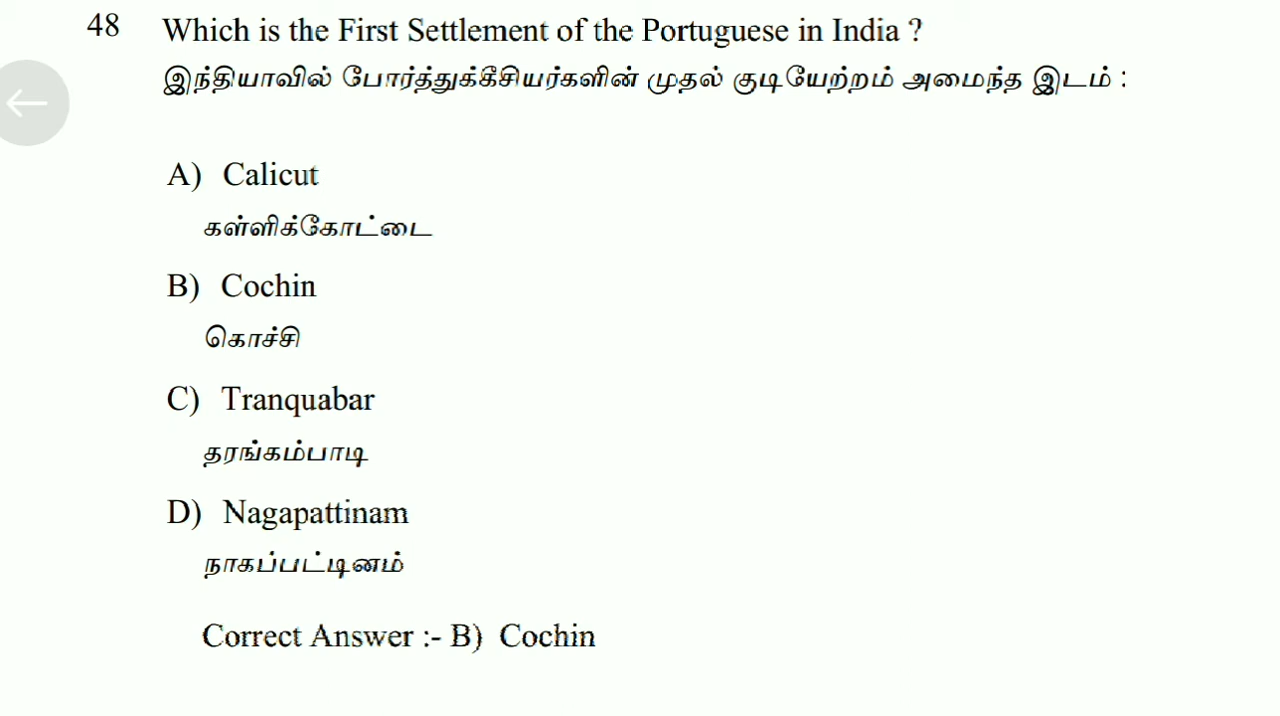 48 Which is the First Settlement of the Portuguese in India ?
இந்தியாவில் போர்த்துக்கீசியர்களின் முதல் குடியேற்றம் அமைந்த இடம் :
A) Calicut
கள்ளிக்கோட்டை
B) Cochin
கொச்சி
C) Tranquabar
தரங்கம்பாடி
D) Nagapattinam
நாகப்பட்டினம்
Correct Answer :- B) Cochin